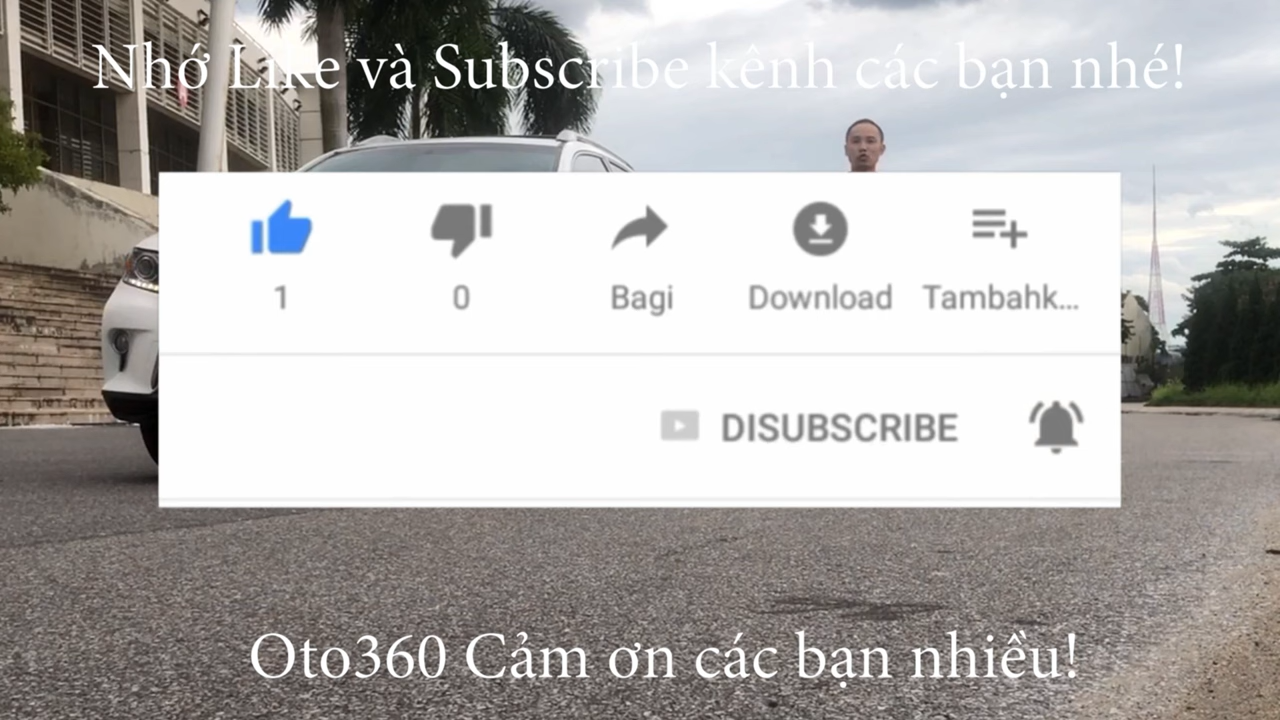 Nhớ Like và Subscribe kênh các bạn nhé!
1 0 Bagi Download Tambahk...
DISUBSCRIBE
Oto360 Cảm ơn các bạn nhiều!